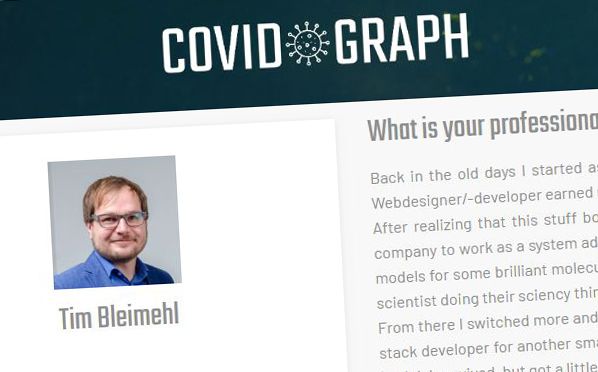 COVID GRAPH
What is your professiona
Back in the old days I started as
Webdesigner/-developer earned
After realizing that this stuff bo
company to work as a system ad
models for some brilliant molecu
scientist doing their sciency thin
From there I switched more and
stack developer for another sma
survived, but got a little
Tim Bleimehl